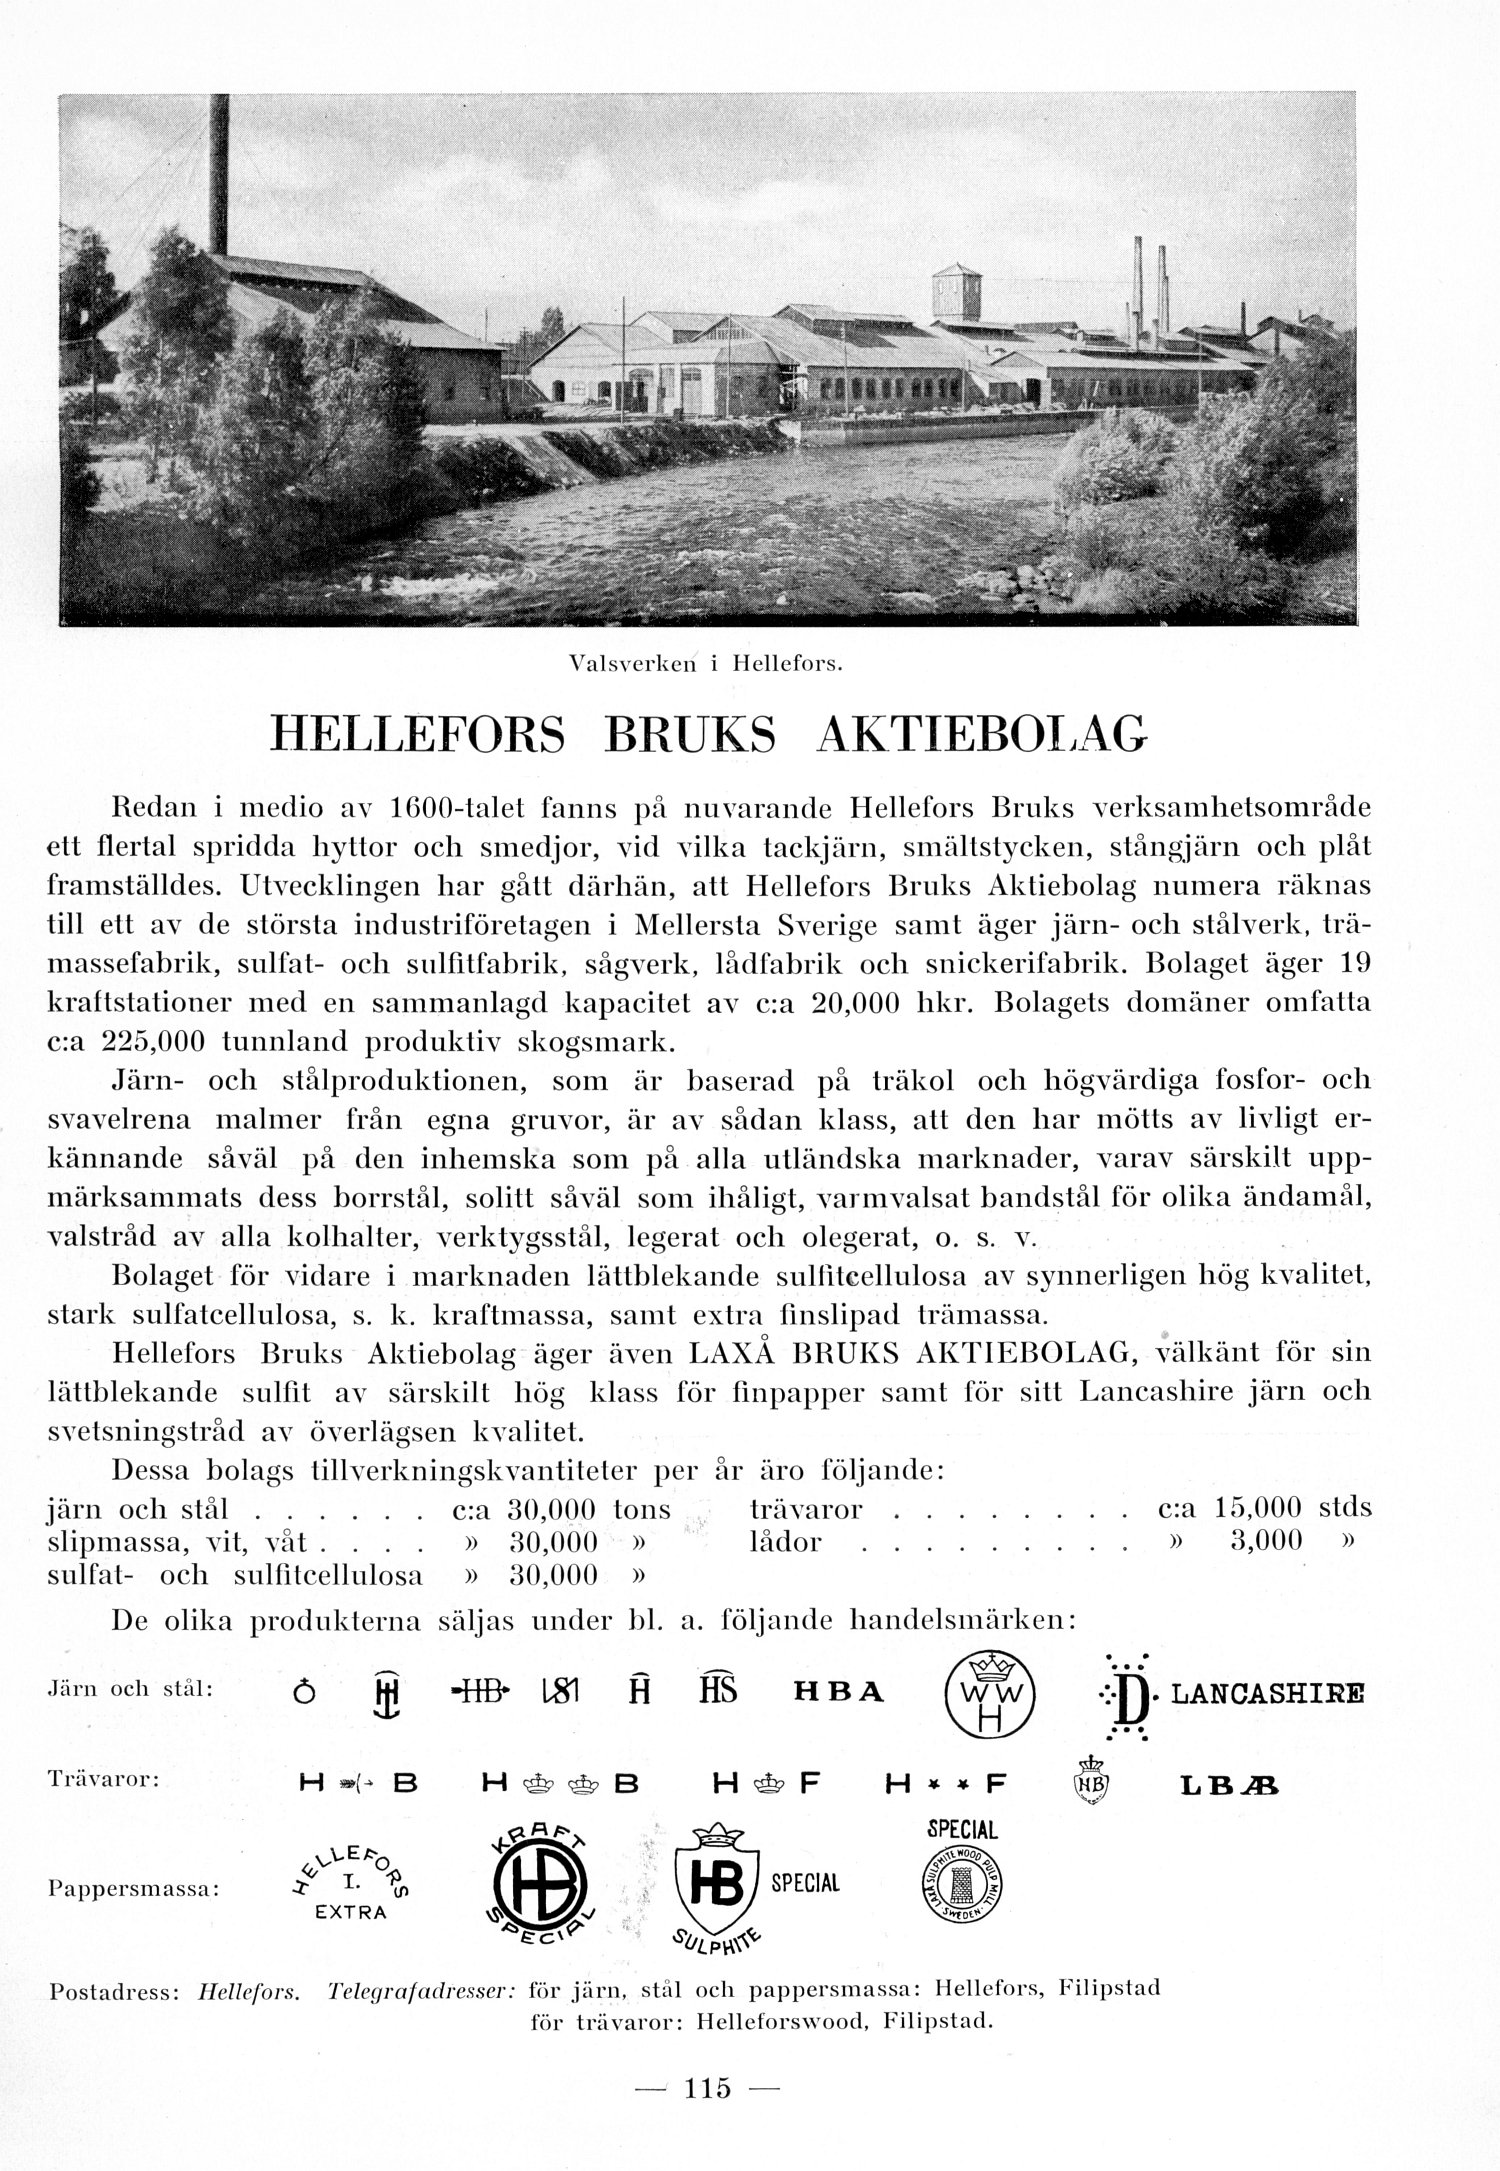 Valsverken i Hellefors.
HELLEFORS BRUKS AKTIEBOLAG
Redan i medio av 1600-talet fanns på nuvarande Hellefors Bruks verksamhetsområde
ett flertal spridda hyttor och smedjor, vid vilka tackjärn, smältstycken, stångjärn och plåt
framställdes. Utvecklingen har gått därhän, att Hellefors Bruks Aktiebolag numera räknas
till ett av de största industriföretagen i Mellersta Sverige samt äger järn- och stålverk, trä-
massefabrik, sulfat- och sulfitfabrik, sågverk, lådfabrik och snickerifabrik. Bolaget äger 19
kraftstationer med en sammanlagd kapacitet av c:a 20,000 hkr. Bolagets domäner omfatta
c:a 225,000 tunnland produktiv skogsmark.
Järn- och stålproduktionen, som är baserad på träkol och högvärdiga fosfor- och
svavelrena malmer från egna gruvor, är av sådan klass, att den har mötts av livligt er-
kännande såväl på den inhemska som på alla utländska marknader, varav särskilt upp-
märksammats dess borrstål, solitt såväl som ihåligt, varmvalsat bandstål för olika ändamål,
valstråd av alla kolhalter, verktygsstål, legerat och olegerat, o. s. v.
Bolaget för vidare i marknaden lättblekande sulfitcellulosa av synnerligen hög kvalitet,
stark sulfatcellulosa, s. k. kraftmassa, samt extra finslipad trämassa.
Hellefors Bruks Aktiebolag äger även LAXÅ BRUKS AKTIEBOLAG, välkänt för sin
lättblekande sulfit av särskilt hög klass för finpapper samt för sitt Lancashire järn och
svetsningstråd av överlägsen kvalitet.
Dessa bolags tillverkningskvantiteter per år äro följande:
järn och stål . . . . . . c:a 30,000 tons trävaror . . . . . . . . c:a 15,000 stds
slipmassa, vit, våt . . . . » 30,000 » lådor . . . . . . . . . » 3,000 »
sulfat- och sulfitcellulosa » 30,000 »
De olika produkterna säljas under bl. a. följande handelsmärken:
Järn och stål: HB H HS HBA WW H D LANCASHIRE
Trävaror: H B H B H F H * * F HB LBAB
Pappersmassa: HELLEFORS I. EXTRA KRAFT HB SPECIAL HB SULPHITE SPECIAL SPECIAL LAXÅ SULPHITE WOOD PULP MILL SWEDEN
Postadress: Hellefors. Telegrafadresser: för järn, stål och pappersmassa: Hellefors, Filipstad
för trävaror: Helleforswood, Filipstad.
— 115 —